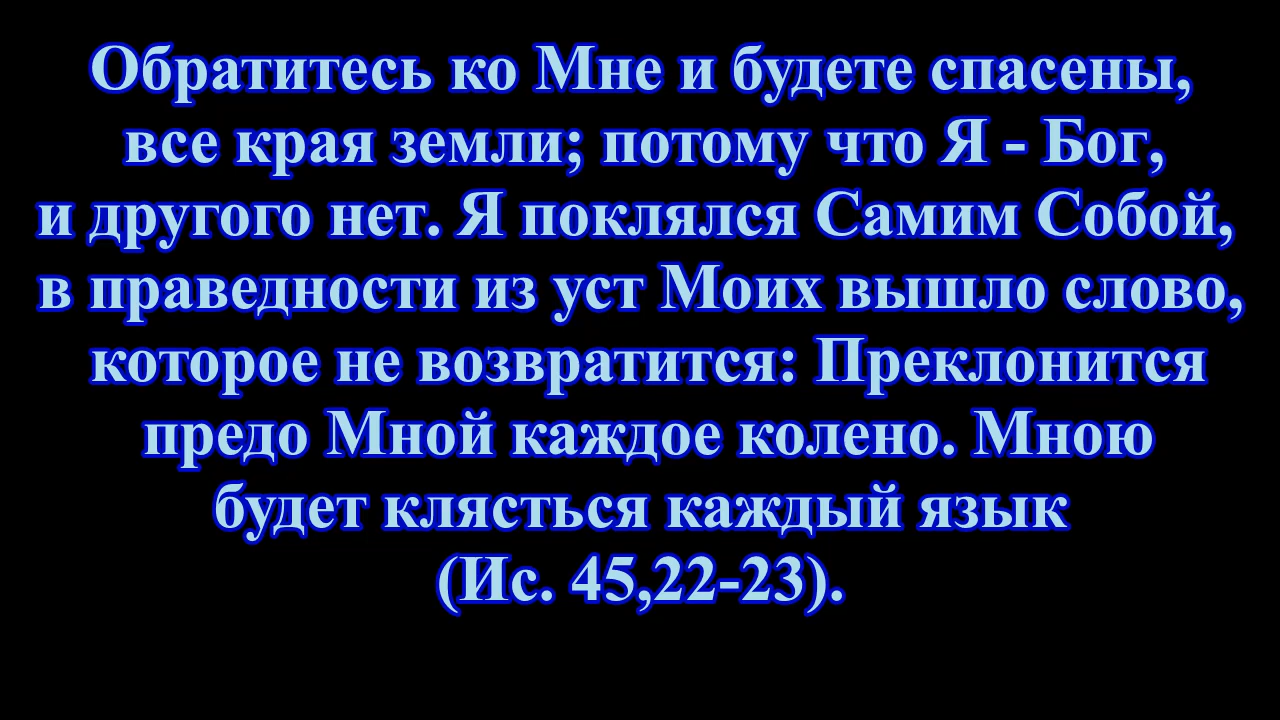 Обратитесь ко Мне и будете спасены,
все края земли; потому что Я - Бог,
и другого нет. Я поклялся Самим Собой,
в праведности из уст Моих вышло слово,
которое не возвратится: Преклонится
предо Мной каждое колено. Мною
будет клясться каждый язык
(Ис. 45,22-23).